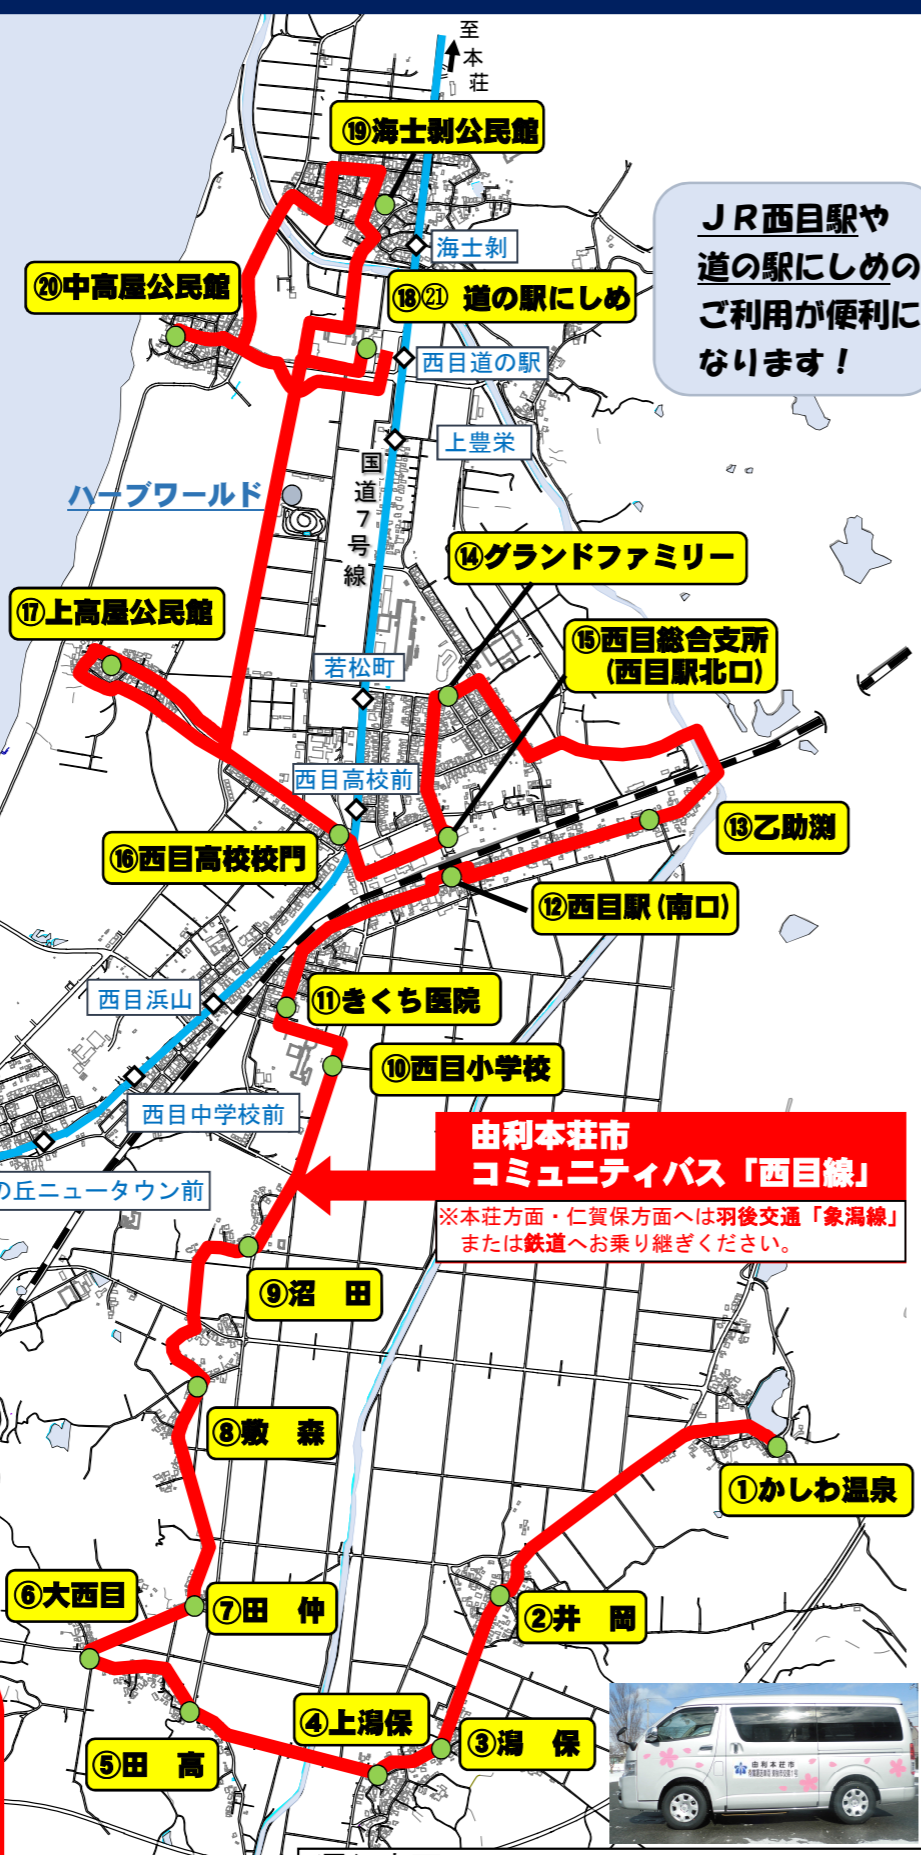 至
本
荘
⑲海士剝公民館
海士剝
JR西目駅や
道の駅にしめの
ご利用が便利に
なります！
⑳中高屋公民館
⑱㉑ 道の駅にしめ
西目道の駅
上豊栄
国道7号線
ハーブワールド
⑭グランドファミリー
⑰上高屋公民館
⑮西目総合支所
(西目駅北口)
若松町
西目高校前
⑬乙助渕
⑯西目高校校門
⑫西目駅(南口)
西目浜山
⑪きくち医院
⑩西目小学校
西目中学校前
由利本荘市
コミュニティバス「西目線」
の丘ニュータウン前
※本荘方面・仁賀保方面へは羽後交通「象潟線」
または鉄道へお乗り継ぎください。
⑨沼 田
⑧敷 森
①かしわ温泉
⑥大西目
⑦田 仲
②井 岡
④上潟保
③潟 保
⑤田 高
由利本荘市